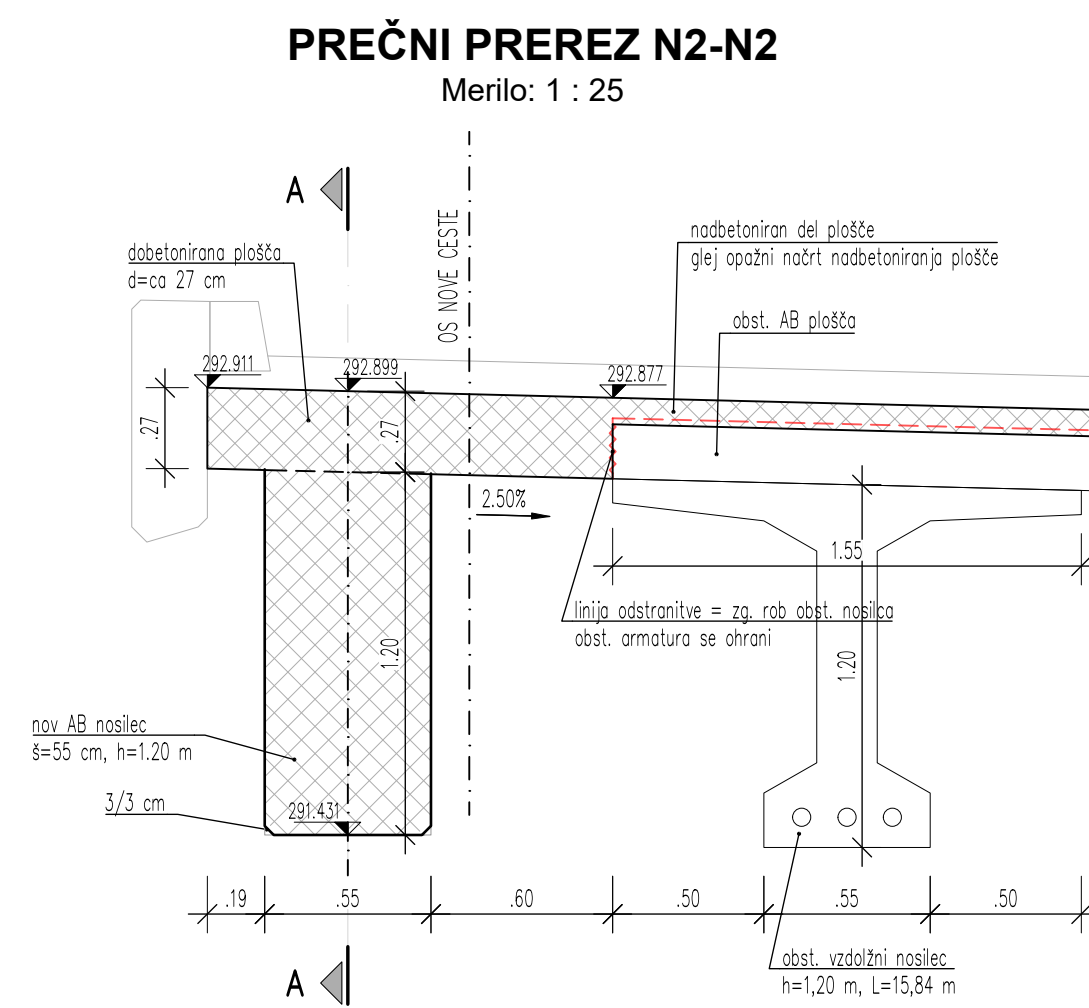 PREČNI PREREZ N2-N2
Merilo: 1 : 25
A
OS NOVE CESTE
nadbetoniran del plošče
glej opažni načrt nadbetoniranja plošče
dobetonirana plošča
d=ca 27 cm
obst. AB plošča
292.911
292.899
292.877
.27
.27
2.50%
1.55
linija odstranitve = zg. rob obst. nosilca
obst. armatura se ohrani
1.20
1.20
nov AB nosilec
š=55 cm, h=1.20 m
3/3 cm
291.431
.19
.55
.60
.50
.55
.50
obst. vzdolžni nosilec
h=1,20 m, L=15,84 m
A